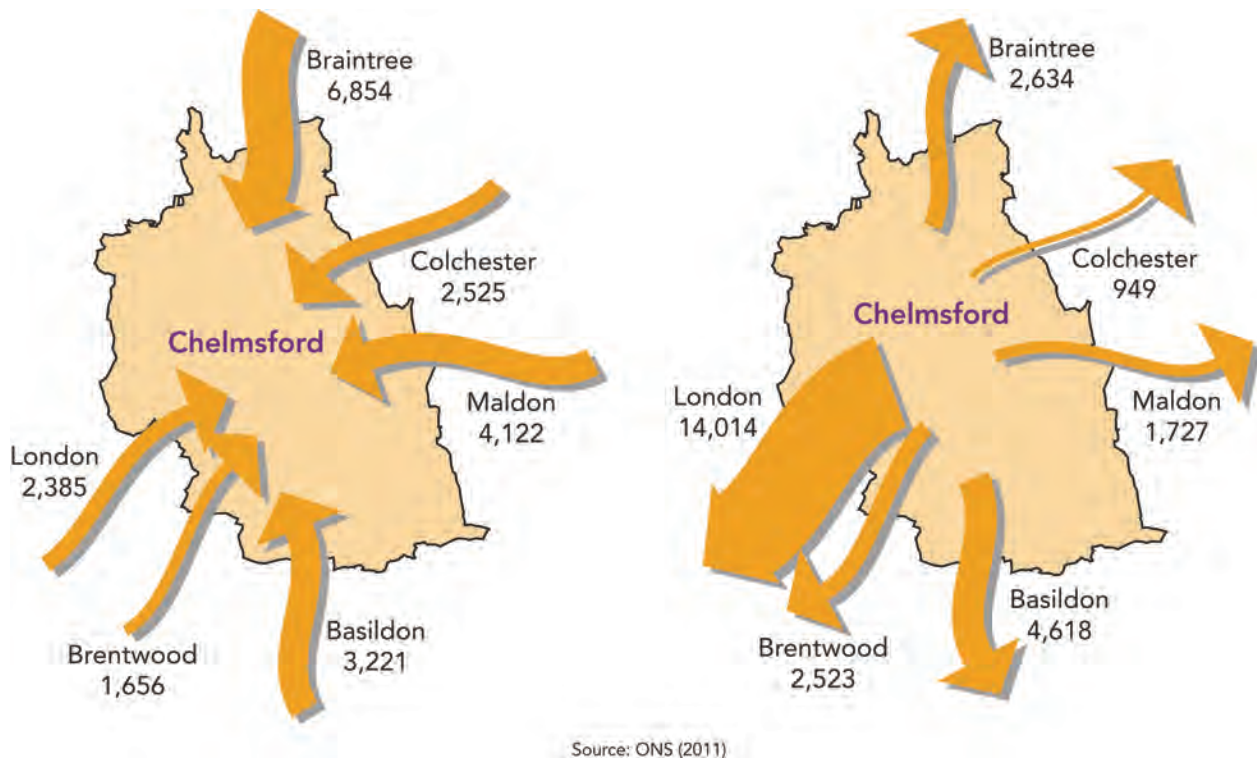 Braintree
6,854
Colchester
2,525
Chelmsford
Maldon
4,122
London
2,385
Brentwood
1,656
Basildon
3,221
Braintree
2,634
Colchester
949
Chelmsford
Maldon
1,727
London
14,014
Basildon
4,618
Brentwood
2,523
Source: ONS (2011)